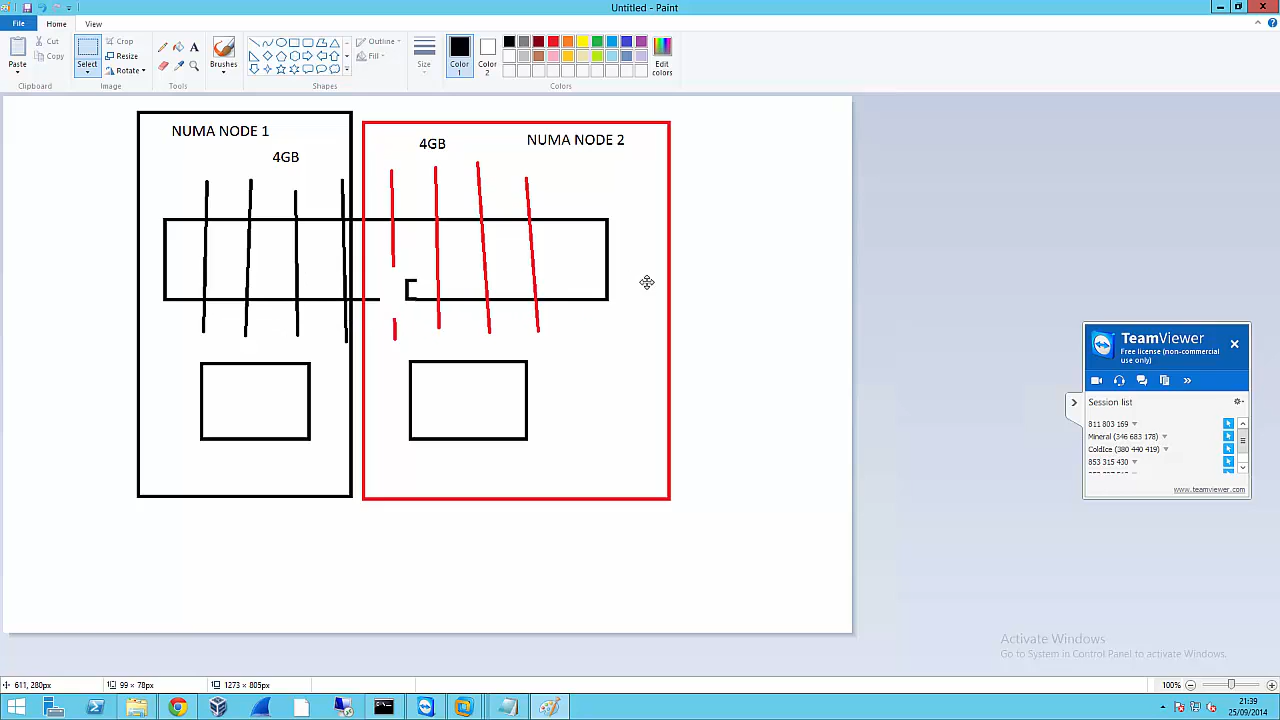 Untitled - Paint
File
Home
View
Paste
Cut
Copy
Clipboard
Select
Crop
Resize
Rotate
Image
Tools
Brushes
Outline
Fill
Shapes
Size
Color 1
Color 2
Edit colors
Colors
NUMA NODE 1
4GB
4GB
NUMA NODE 2
TeamViewer
Free license (non-commercial
use only)
Session list
811 803 169
Mineral (346 683 178)
ColdIce (380 440 419)
853 315 430
www.teamviewer.com
Activate Windows
Go to System in Control Panel to activate Windows.
611, 280px
99 × 78px
1273 × 805px
100%
21:39
25/09/2014